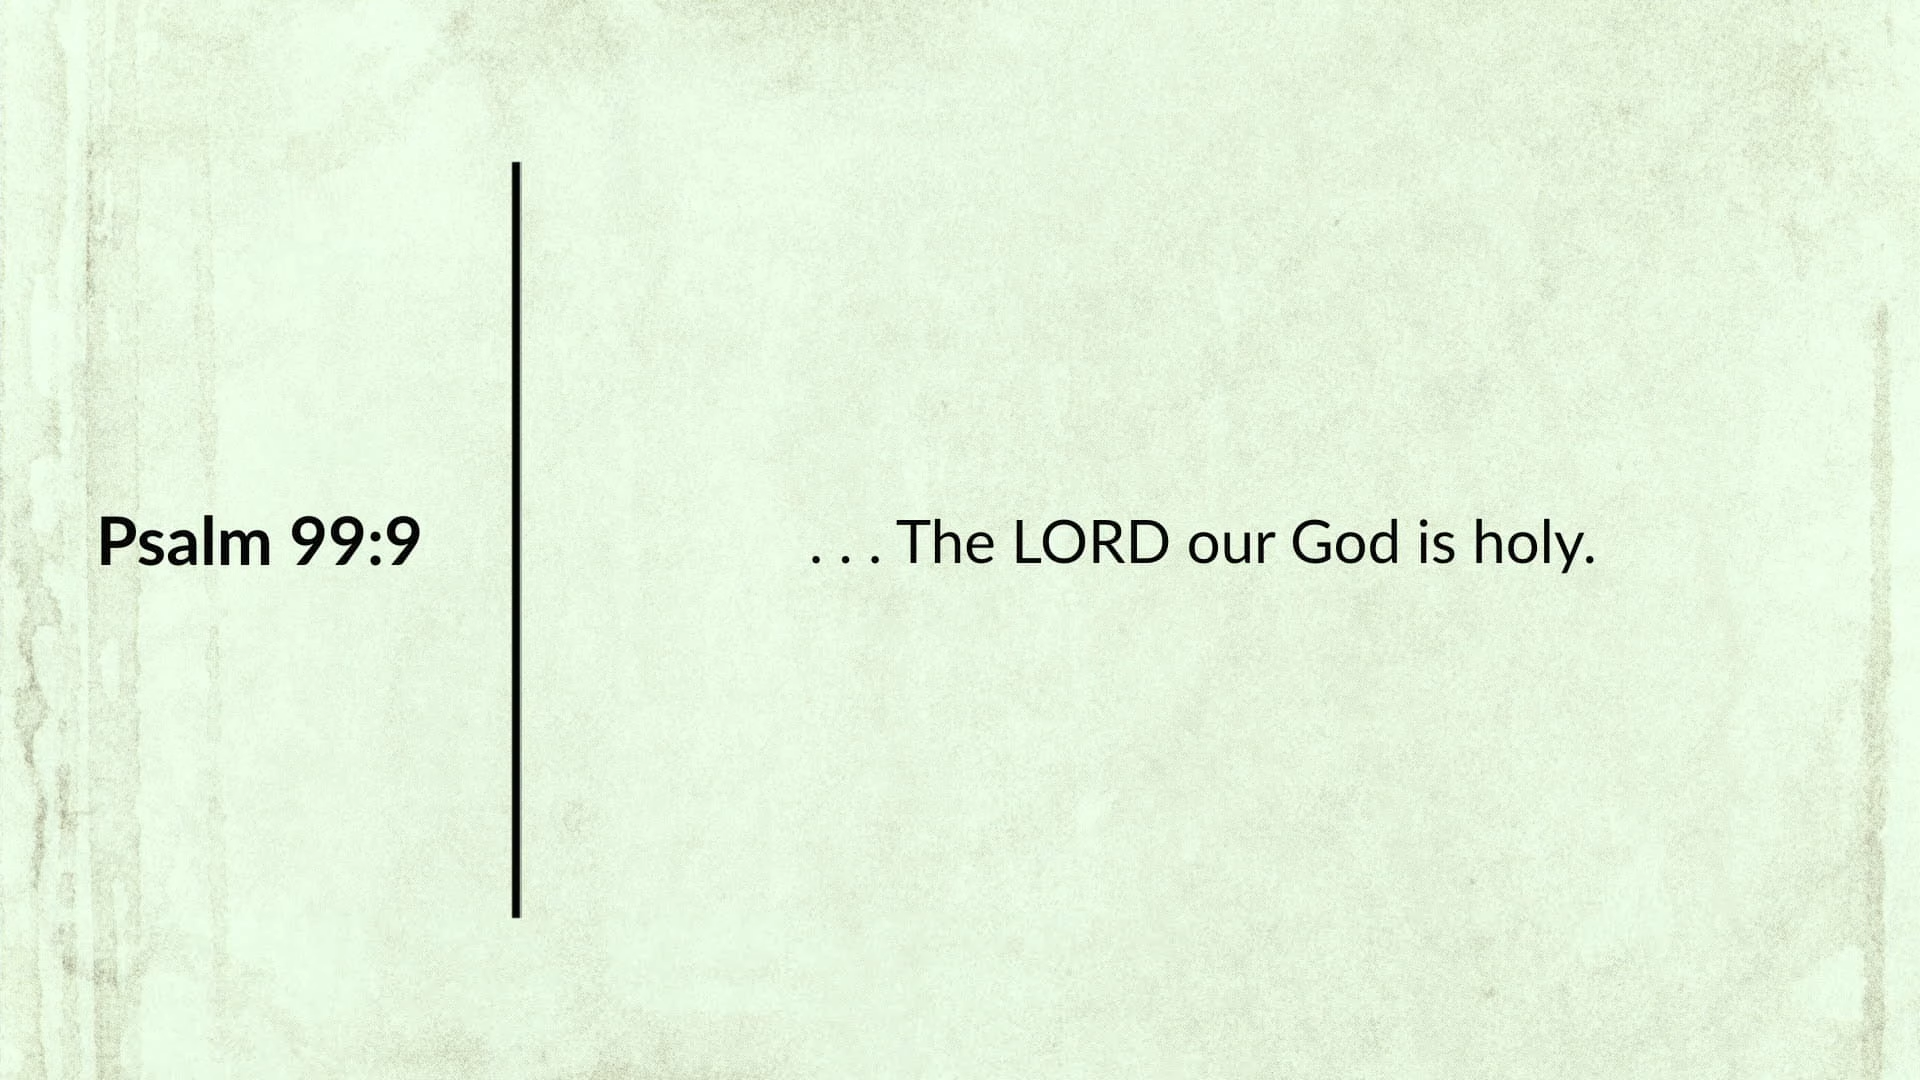 Psalm 99:9
. . . The LORD our God is holy.